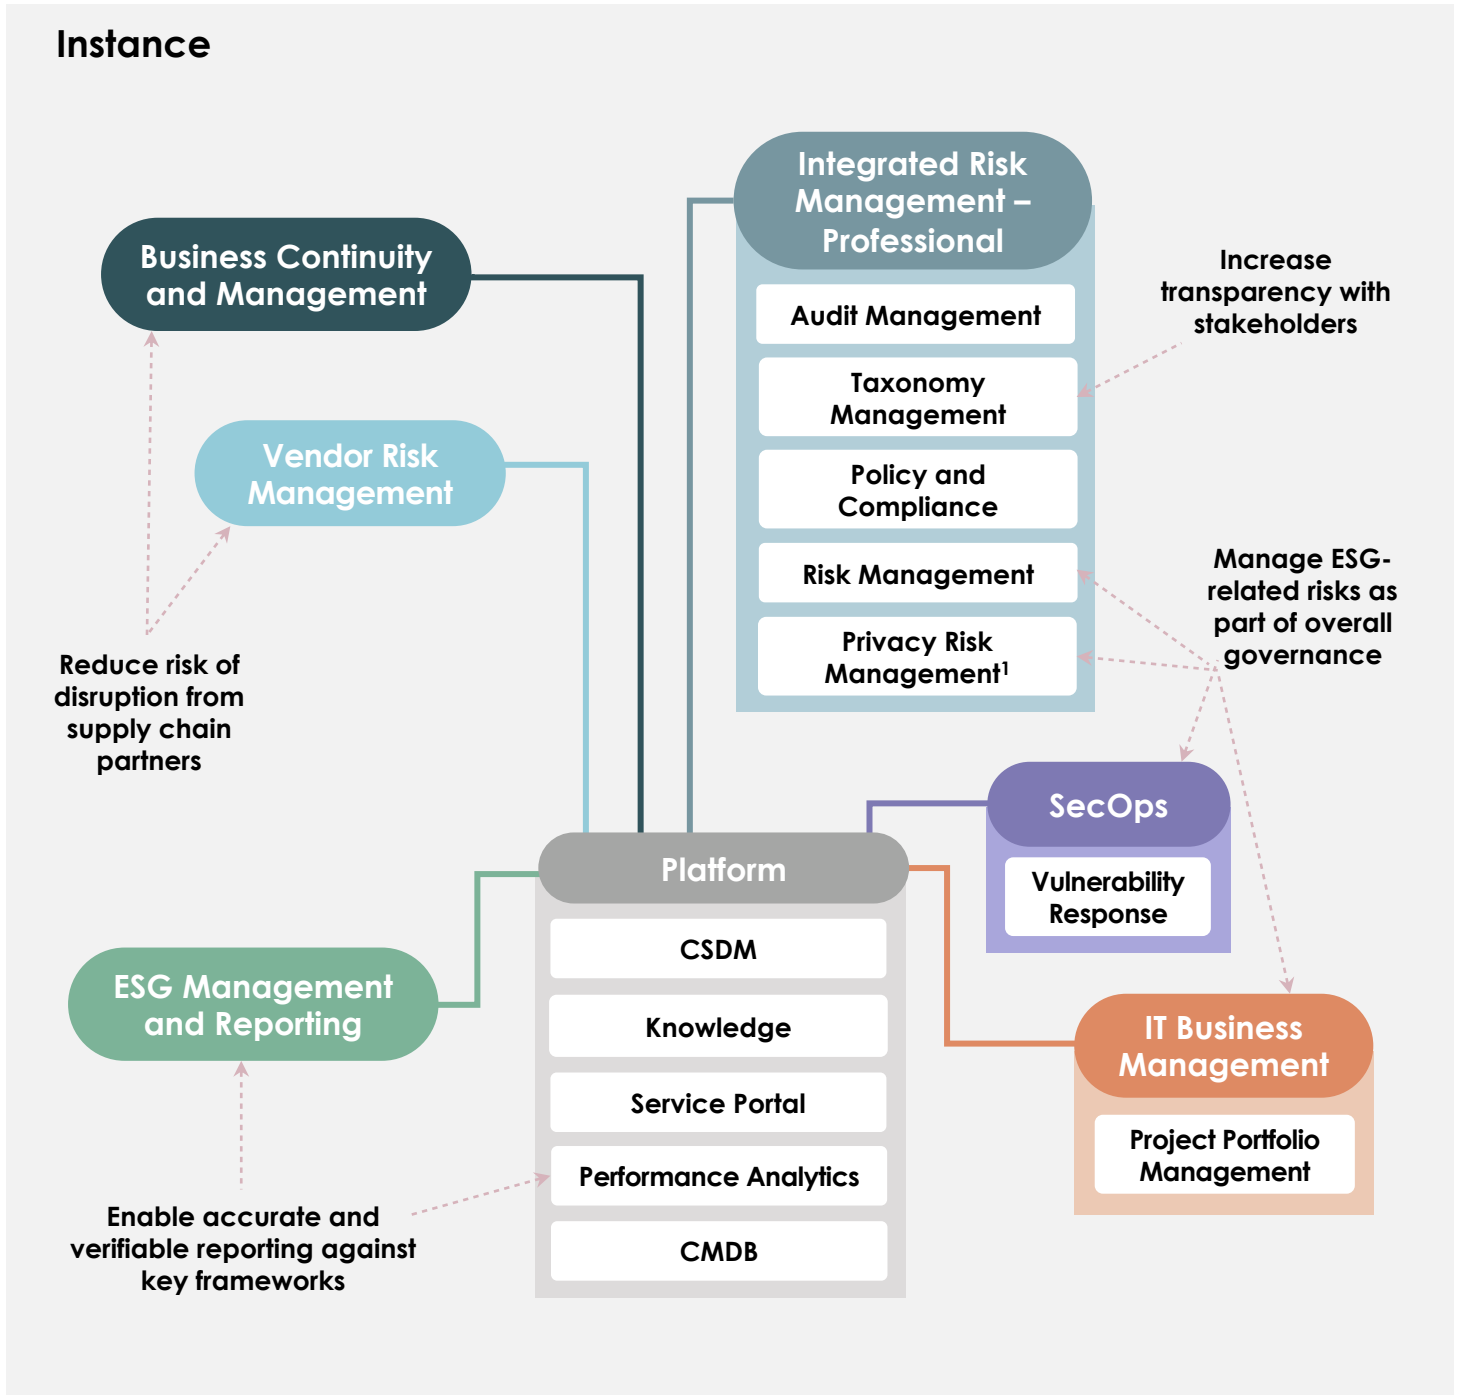 Instance
Business Continuity
and Management
Vendor Risk
Management
Reduce risk of
disruption from
supply chain
partners
Integrated Risk
Management –
Professional
Audit Management
Taxonomy
Management
Policy and
Compliance
Risk Management
Privacy Risk
Management¹
Increase
transparency with
stakeholders
Manage ESG-
related risks as
part of overall
governance
SecOps
Vulnerability
Response
Platform
CSDM
Knowledge
Service Portal
Performance Analytics
CMDB
ESG Management
and Reporting
Enable accurate and
verifiable reporting against
key frameworks
IT Business
Management
Project Portfolio
Management